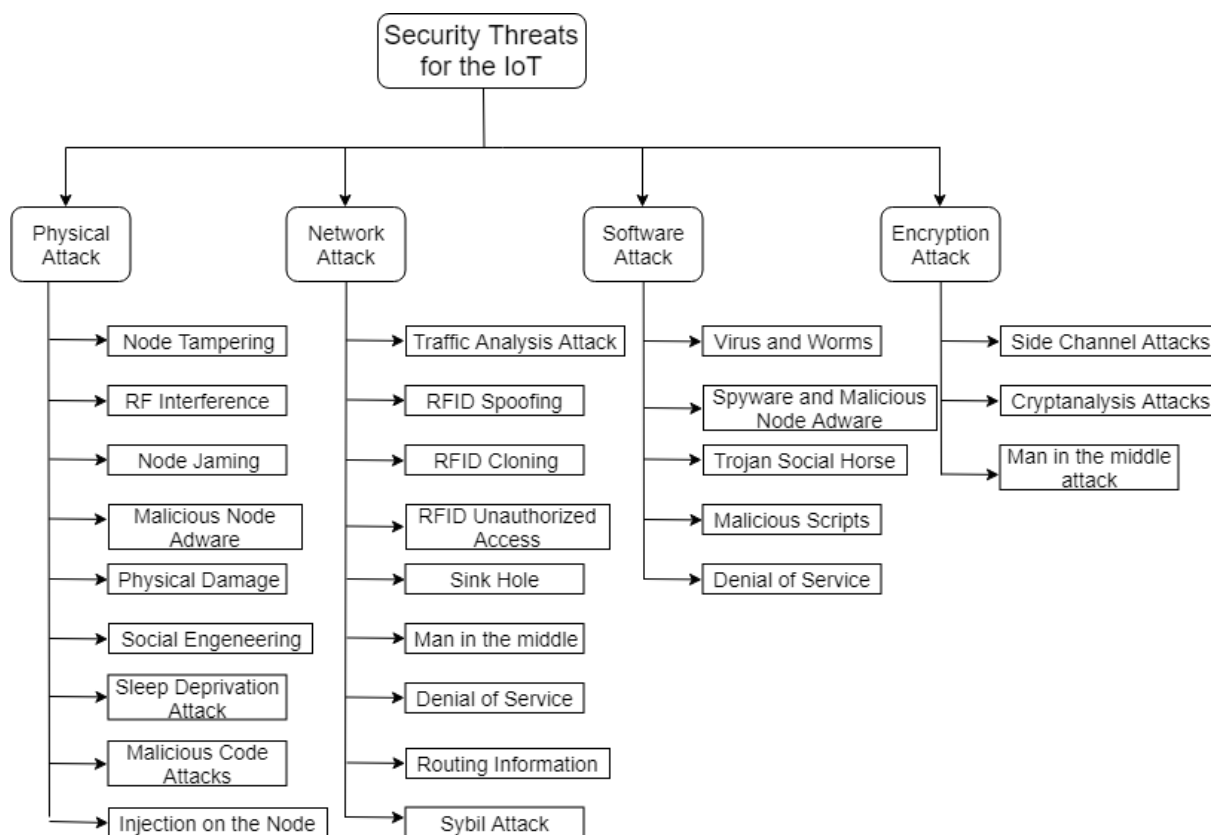 Security Threats
for the IoT
Physical
Attack
Network
Attack
Software
Attack
Encryption
Attack
Node Tampering
RF Interference
Node Jaming
Malicious Node
Adware
Physical Damage
Social Engeneering
Sleep Deprivation
Attack
Malicious Code
Attacks
Injection on the Node
Traffic Analysis Attack
RFID Spoofing
RFID Cloning
RFID Unauthorized
Access
Sink Hole
Man in the middle
Denial of Service
Routing Information
Sybil Attack
Virus and Worms
Spyware and Malicious
Node Adware
Trojan Social Horse
Malicious Scripts
Denial of Service
Side Channel Attacks
Cryptanalysis Attacks
Man in the middle
attack